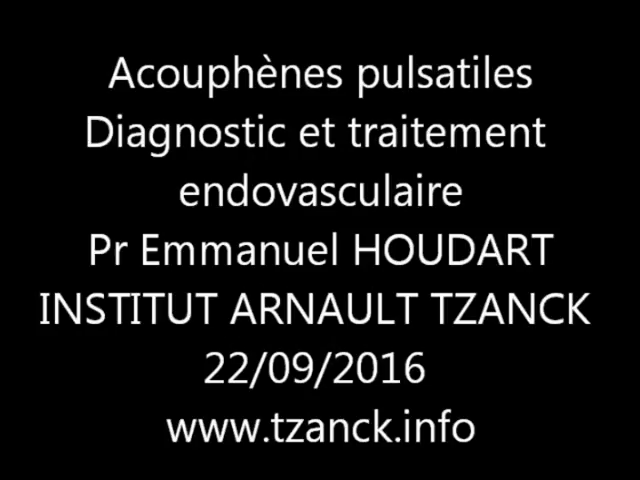 Acouphènes pulsatiles
Diagnostic et traitement
endovasculaire
Pr Emmanuel HOUDART
INSTITUT ARNAULT TZANCK
22/09/2016
www.tzanck.info